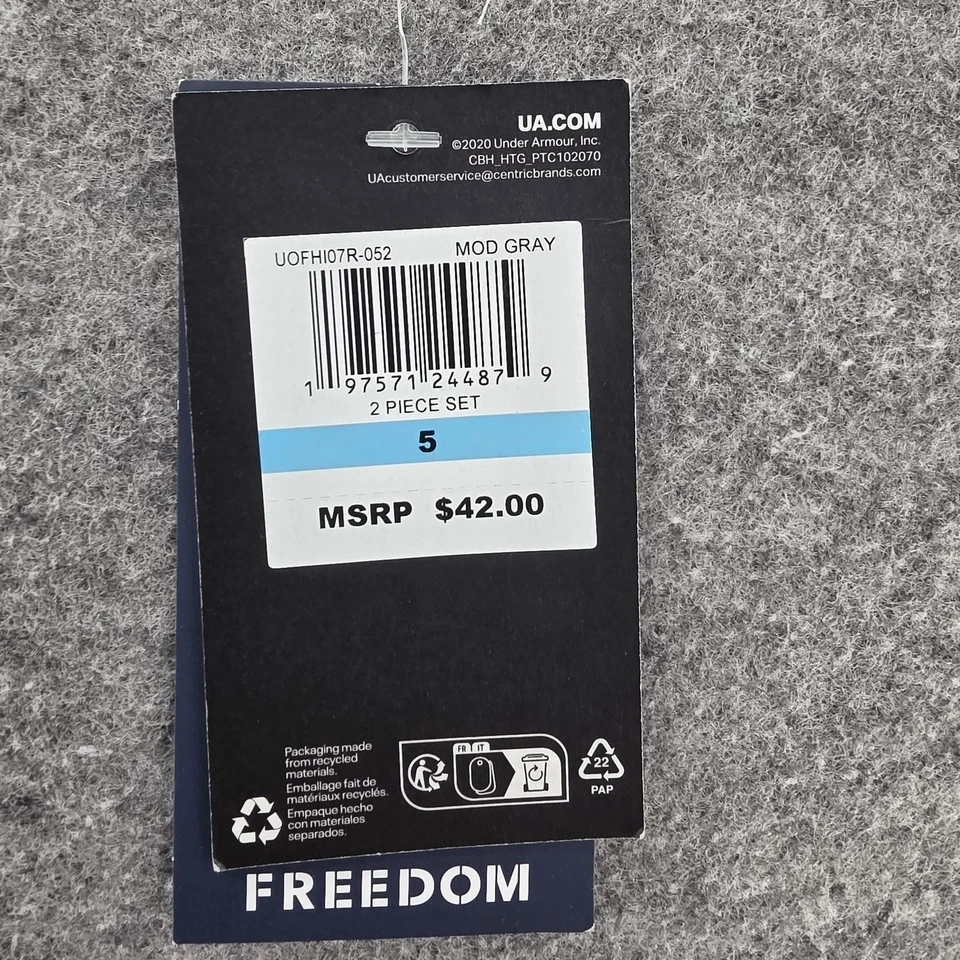 UA.COM
©2020 Under Armour, Inc.
CBH_HTG_PTC102070
UAcustomerservice@centricbrands.com
UOFHI07R-052 MOD GRAY
1 97571 24487 9
2 PIECE SET
5
MSRP $42.00
Packaging made
from recycled
materials.
Emballage fait de
matériaux recyclés.
Empaque hecho
con materiales
separados.
FR IT
22
PAP
FREEDOM